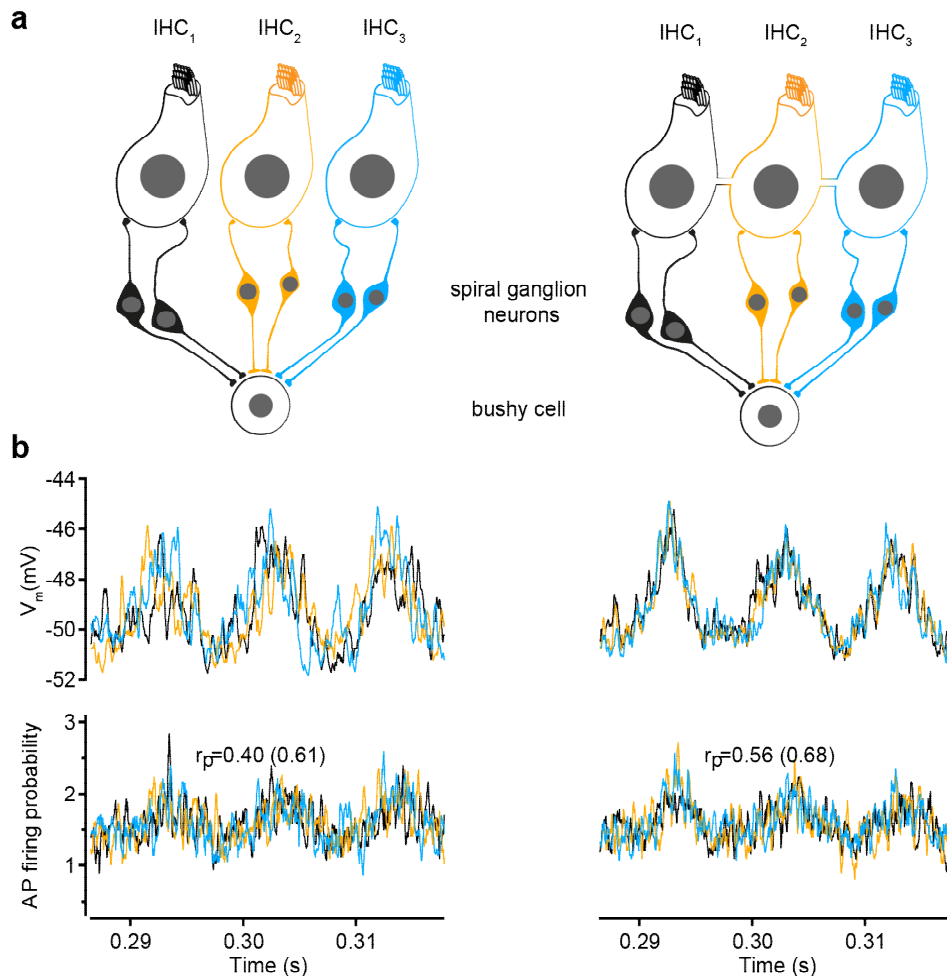 a
IHC1 IHC2 IHC3 IHC1 IHC2 IHC3
spiral ganglion
neurons
bushy cell
b
-44
-46
-48
-50
-52
Vm(mV)
3
2
1
AP firing probability
rp=0.40 (0.61) rp=0.56 (0.68)
0.29 0.30 0.31 0.29 0.30 0.31
Time (s) Time (s)